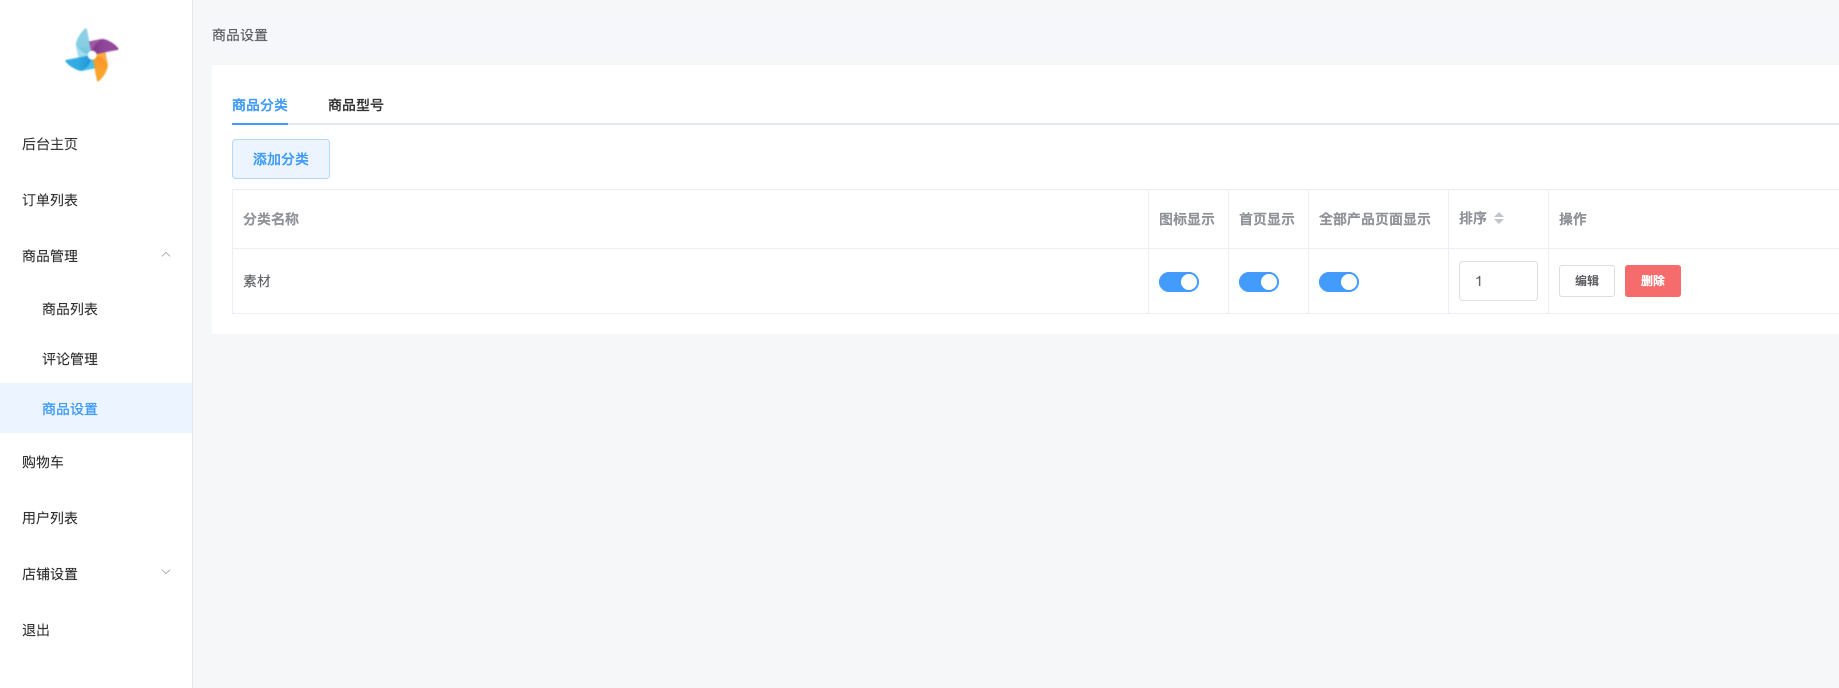 后台主页
订单列表
商品管理
商品列表
评论管理
商品设置
购物车
用户列表
店铺设置
退出
商品设置
商品分类 商品型号
添加分类
分类名称 图标显示 首页显示 全部产品页面显示 排序 操作
素材 1 编辑 删除